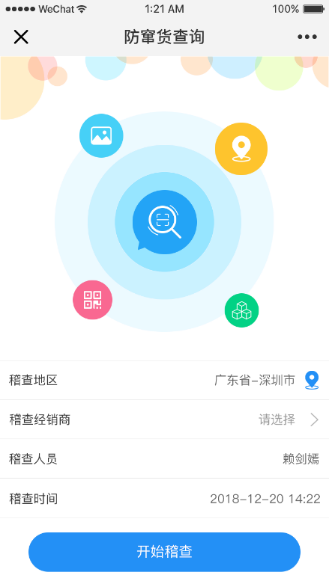 WeChat 1:21 AM 100%
防窜货查询
稽查地区 广东省-深圳市
稽查经销商 请选择
稽查人员 赖剑嫣
稽查时间 2018-12-20 14:22
开始稽查